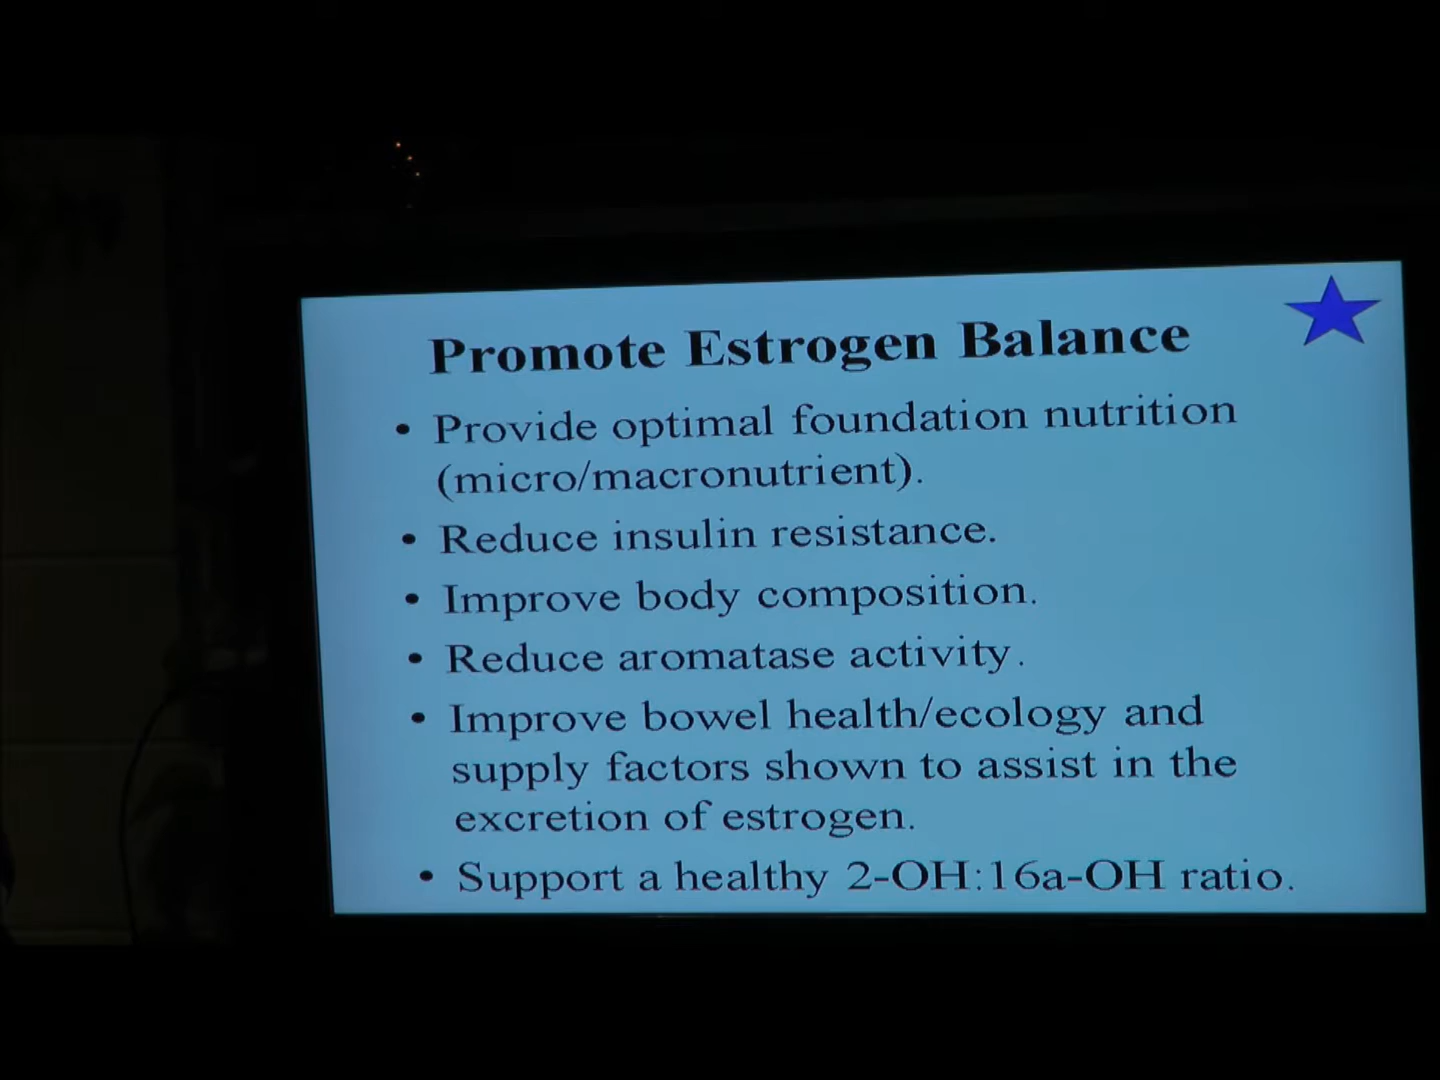 Promote Estrogen Balance
• Provide optimal foundation nutrition
(micro/macronutrient).
• Reduce insulin resistance.
• Improve body composition.
• Reduce aromatase activity.
• Improve bowel health/ecology and
supply factors shown to assist in the
excretion of estrogen.
• Support a healthy 2-OH:16a-OH ratio.